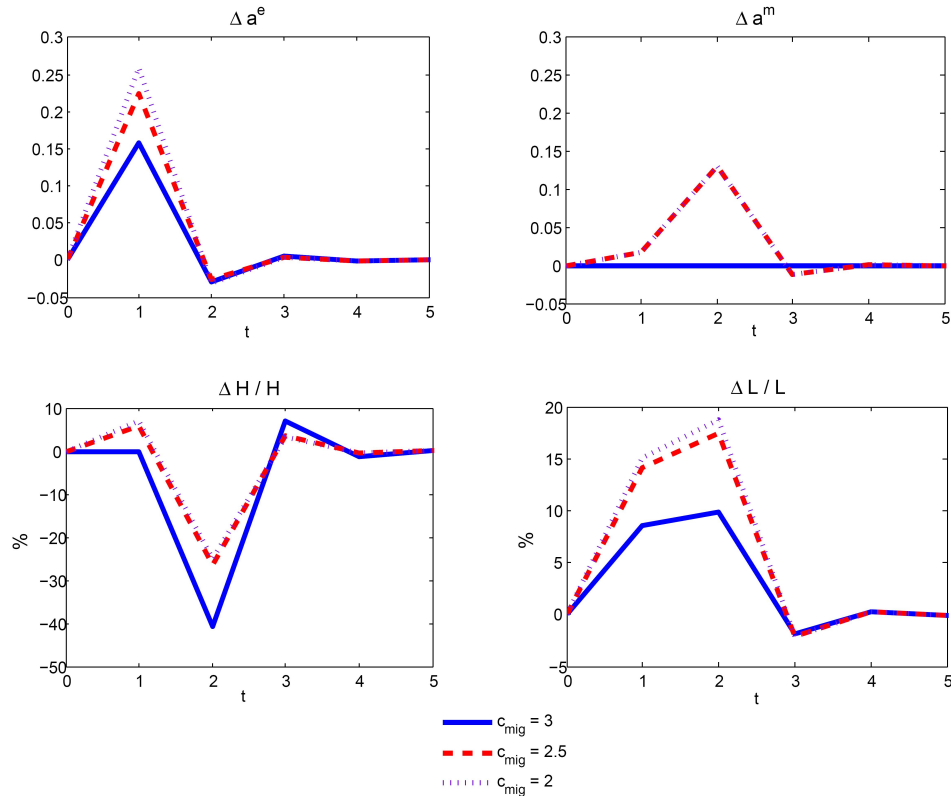 Δ a^e
0.3
0.25
0.2
0.15
0.1
0.05
0
−0.05
0 1 2 3 4 5
t
Δ a^m
0.3
0.25
0.2
0.15
0.1
0.05
0
−0.05
0 1 2 3 4 5
t
Δ H / H
10
0
−10
−20
−30
−40
−50
%
0 1 2 3 4 5
t
Δ L / L
20
15
10
5
0
−5
%
0 1 2 3 4 5
t
c_mig = 3
c_mig = 2.5
c_mig = 2